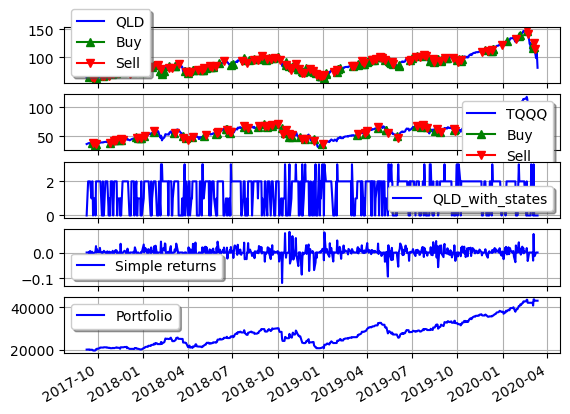 150
100
QLD
Buy
Sell
100
50
TQQQ
Buy
Sell
2
0
QLD_with_states
0.0
−0.1
Simple returns
40000
20000
Portfolio
2017-10 2018-01 2018-04 2018-07 2018-10 2019-01 2019-04 2019-07 2019-10 2020-01 2020-04